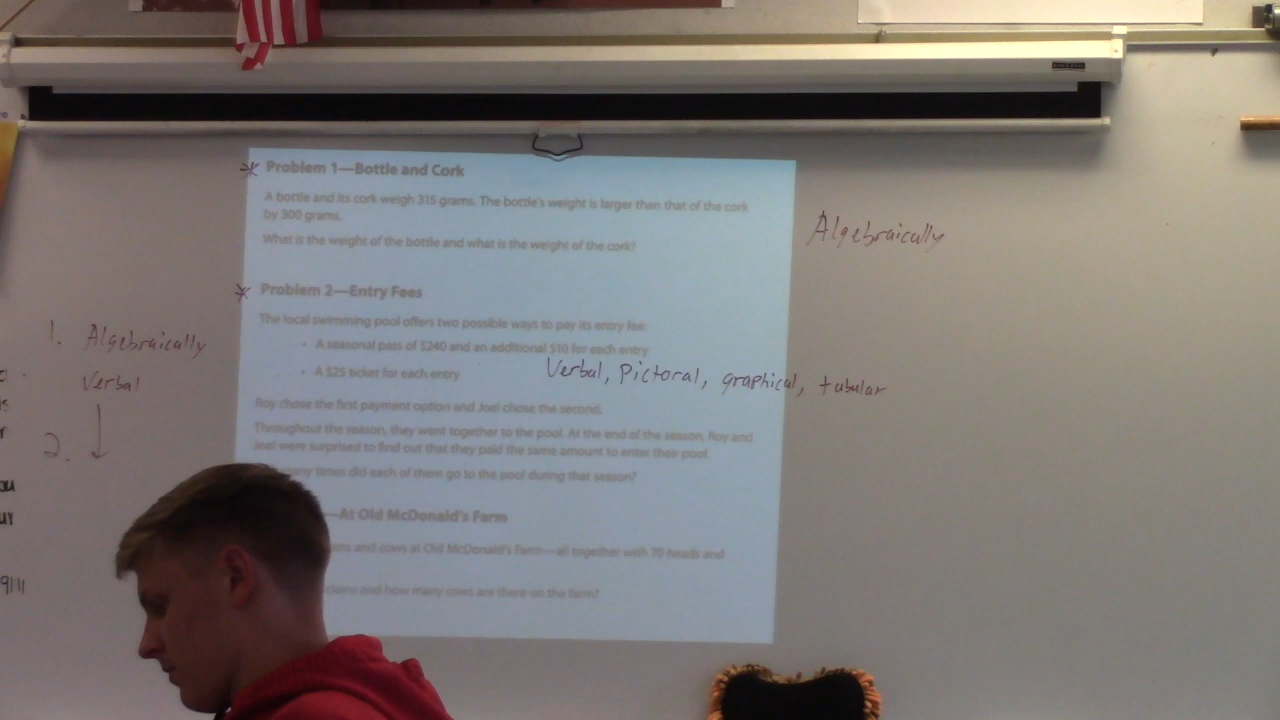 Problem 1—Bottle and Cork
A bottle and its cork weigh 315 grams. The bottle's weight is larger than that of the cork
by 300 grams.
What is the weight of the bottle and what is the weight of the cork?
Algebraically
Problem 2—Entry Fees
The local swimming pool offers two possible ways to pay its entry fee:
• A seasonal pass of $240 and an additional $10 for each entry
• A $25 ticket for each entry
Verbal, Pictoral, graphical, tubular
Roy chose the first payment option and Joel chose the second.
Throughout the season, they went together to the pool. At the end of the season, Roy and
Joel were surprised to find out that they paid the same amount to enter their pool.
many times did each of them go to the pool during that season?
—At Old McDonald's Farm
and cows at Old McDonald's Farm—all together with 70 heads and
and how many cows are there on the farm?
1. Algebraically
Verbal
2.